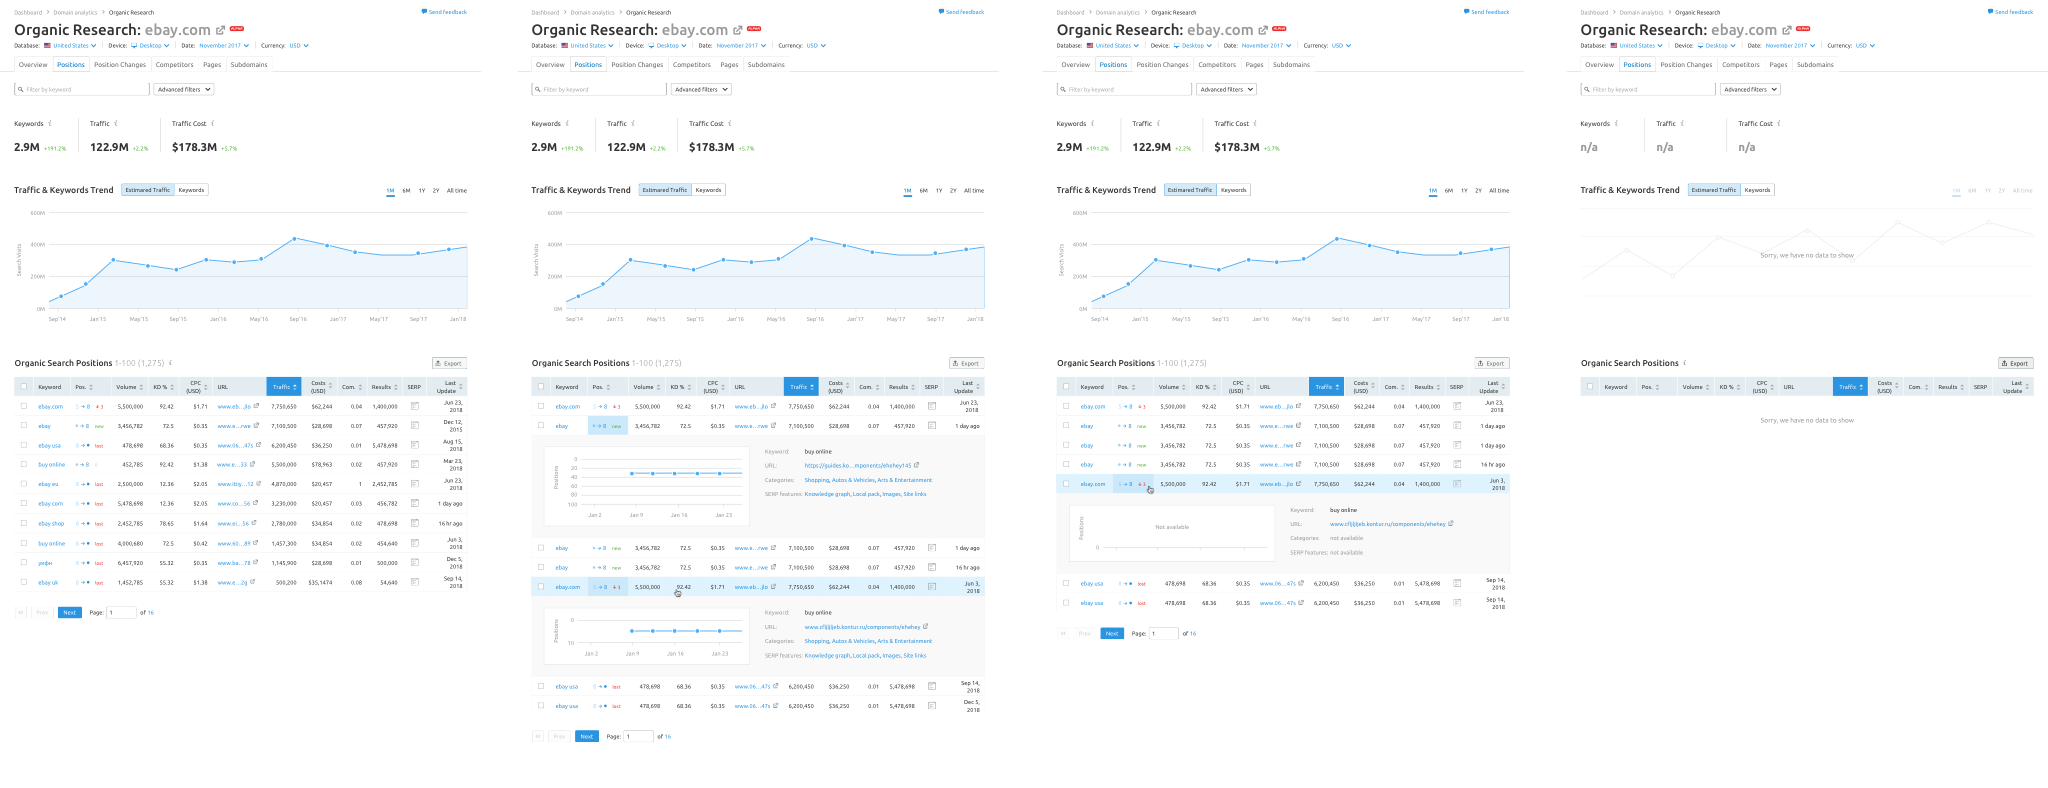 Dashboard > Domain analytics > Organic Research
Send feedback
Organic Research: ebay.com
Database: United States Device: Desktop Date: November 2017 Currency: USD
Overview Positions Position Changes Competitors Pages Subdomains
Filter by keyword Advanced filters
Keywords Traffic Traffic Cost
2.9M +191.2% 122.9M +2.2% $178.3M +5.7%
Traffic & Keywords Trend Estimared Traffic Keywords 1M 6M 1Y 2Y All time
600M
400M
200M
0M
Search Visits
Sep'14 Jan'15 May'15 Sep'15 Jan'16 May'16 Sep'16 Jan'17 May'17 Sep'17 Jan'18
Organic Search Positions 1-100 (1,275) Export
Keyword Pos. Volume KD % CPC (USD) URL Traffic Costs (USD) Com. Results SERP Last Update
ebay.com 8 3 5,500,000 92.42 $1.71 www.eb...jlo 7,750,650 $62,244 0.04 1,400,000 Jun 23, 2018
ebay 8 new 3,456,782 72.5 $0.35 www.e...rwe 7,100,500 $28,698 0.07 457,920 Dec 12, 2015
ebay usa lost 478,698 68.36 $0.35 www.06...47s 6,200,450 $36,250 0.01 5,478,698 Aug 15, 2018
buy online 8 452,785 92.42 $1.38 www.e...33 5,500,000 $78,963 0.02 457,920 Mar 23, 2018
ebay eu lost 2,500,000 12.36 $0.35 www.ittiy...12 4,870,000 $20,457 1 2,452,785 Jun 23, 2018
ebay.com lost 5,478,698 12.36 $0.35 www.co...56 3,230,000 $20,457 0.03 456,782 1 day ago
ebay shop lost 2,452,785 78.65 $1.64 www.ei...56 2,780,000 $34,854 0.02 478,698 16 hr ago
buy online lost 4,000,680 72.5 $0.42 www.60...89 1,457,300 $34,854 0.02 454,640 Jun 3, 2018
lost 6,457,920 55.32 $0.35 www.ba...78 1,145,900 $28,698 0.01 500,000 Dec 5, 2018
ebay uk lost 1,452,785 55.32 $1.38 www.e...2g 500,200 $35,1474 0.08 54,640 Sep 14, 2018
Prev Next Page: 1 of 16
Dashboard > Domain analytics > Organic Research
Send feedback
Organic Research: ebay.com
Database: United States Device: Desktop Date: November 2017 Currency: USD
Overview Positions Position Changes Competitors Pages Subdomains
Filter by keyword Advanced filters
Keywords Traffic Traffic Cost
2.9M +191.2% 122.9M +2.2% $178.3M +5.7%
Traffic & Keywords Trend Estimared Traffic Keywords 1M 6M 1Y 2Y All time
600M
400M
200M
0M
Search Visits
Sep'14 Jan'15 May'15 Sep'15 Jan'16 May'16 Sep'16 Jan'17 May'17 Sep'17 Jan'18
Organic Search Positions 1-100 (1,275) Export
Keyword Pos. Volume KD % CPC (USD) URL Traffic Costs (USD) Com. Results SERP Last Update
ebay.com 8 3 5,500,000 92.42 $1.71 www.eb...jlo 7,750,650 $62,244 0.04 1,400,000 Jun 23, 2018
ebay 8 new 3,456,782 72.5 $0.35 www.e...rwe 7,100,500 $28,698 0.07 457,920 1 day ago
Positions
0
20
40
60
80
100
Jan 2 Jan 9 Jan 16 Jan 23
Keyword: buy online
URL: https://guides.ko...mponents/ehehey145
Categories: Shopping, Autos & Vehicles, Arts & Entertainment
SERP features: Knowledge graph, Local pack, Images, Site links
ebay 8 new 3,456,782 72.5 $0.35 www.e...rwe 7,100,500 $28,698 0.07 457,920 1 day ago
ebay 8 new 3,456,782 72.5 $0.35 www.e...rwe 7,100,500 $28,698 0.07 457,920 16 hr ago
ebay.com 8 3 5,500,000 92.42 $1.71 www.eb...jlo 7,750,650 $62,244 0.04 1,400,000 Jun 3, 2018
Positions
0
10
Jan 2 Jan 9 Jan 16 Jan 23
Keyword: buy online
URL: www.cfljljljeb.kontur.ru/components/ehehey
Categories: Shopping, Autos & Vehicles, Arts & Entertainment
SERP features: Knowledge graph, Local pack, Images, Site links
ebay usa lost 478,698 68.36 $0.35 www.06...47s 6,200,450 $36,250 0.01 5,478,698 Sep 14, 2018
ebay usa lost 478,698 68.36 $0.35 www.06...47s 6,200,450 $36,250 0.01 5,478,698 Dec 5, 2018
Prev Next Page: 1 of 16
Dashboard > Domain analytics > Organic Research
Send feedback
Organic Research: ebay.com
Database: United States Device: Desktop Date: November 2017 Currency: USD
Overview Positions Position Changes Competitors Pages Subdomains
Filter by keyword Advanced filters
Keywords Traffic Traffic Cost
2.9M +191.2% 122.9M +2.2% $178.3M +5.7%
Traffic & Keywords Trend Estimared Traffic Keywords 1M 6M 1Y 2Y All time
600M
400M
200M
0M
Search Visits
Sep'14 Jan'15 May'15 Sep'15 Jan'16 May'16 Sep'16 Jan'17 May'17 Sep'17 Jan'18
Organic Search Positions 1-100 (1,275) Export
Keyword Pos. Volume KD % CPC (USD) URL Traffic Costs (USD) Com. Results SERP Last Update
ebay.com 8 3 5,500,000 92.42 $1.71 www.eb...jlo 7,750,650 $62,244 0.04 1,400,000 Jun 23, 2018
ebay 8 new 3,456,782 72.5 $0.35 www.e...rwe 7,100,500 $28,698 0.07 457,920 1 day ago
ebay 8 new 3,456,782 72.5 $0.35 www.e...rwe 7,100,500 $28,698 0.07 457,920 1 day ago
ebay 8 new 3,456,782 72.5 $0.35 www.e...rwe 7,100,500 $28,698 0.07 457,920 16 hr ago
ebay.com 8 3 5,500,000 92.42 $1.71 www.eb...jlo 7,750,650 $62,244 0.04 1,400,000 Jun 3, 2018
Positions
Not available
0
Keyword: buy online
URL: www.cfljljljeb.kontur.ru/components/ehehey
Categories: not available
SERP features: not available
ebay usa lost 478,698 68.36 $0.35 www.06...47s 6,200,450 $36,250 0.01 5,478,698 Sep 14, 2018
ebay usa lost 478,698 68.36 $0.35 www.06...47s 6,200,450 $36,250 0.01 5,478,698 Sep 14, 2018
Prev Next Page: 1 of 16
Dashboard > Domain analytics > Organic Research
Send feedback
Organic Research: ebay.com
Database: United States Device: Desktop Date: November 2017 Currency: USD
Overview Positions Position Changes Competitors Pages Subdomains
Filter by keyword Advanced filters
Keywords Traffic Traffic Cost
n/a n/a n/a
Traffic & Keywords Trend Estimared Traffic Keywords 1M 6M 1Y 2Y All time
Sorry, we have no data to show
Organic Search Positions Export
Keyword Pos. Volume KD % CPC (USD) URL Traffic Costs (USD) Com. Results SERP Last Update
Sorry, we have no data to show